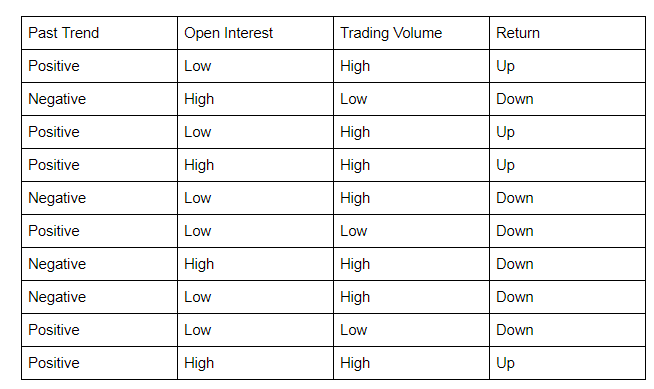 Past Trend Open Interest Trading Volume Return
Positive Low High Up
Negative High Low Down
Positive Low High Up
Positive High High Up
Negative Low High Down
Positive Low Low Down
Negative High High Down
Negative Low High Down
Positive Low Low Down
Positive High High Up